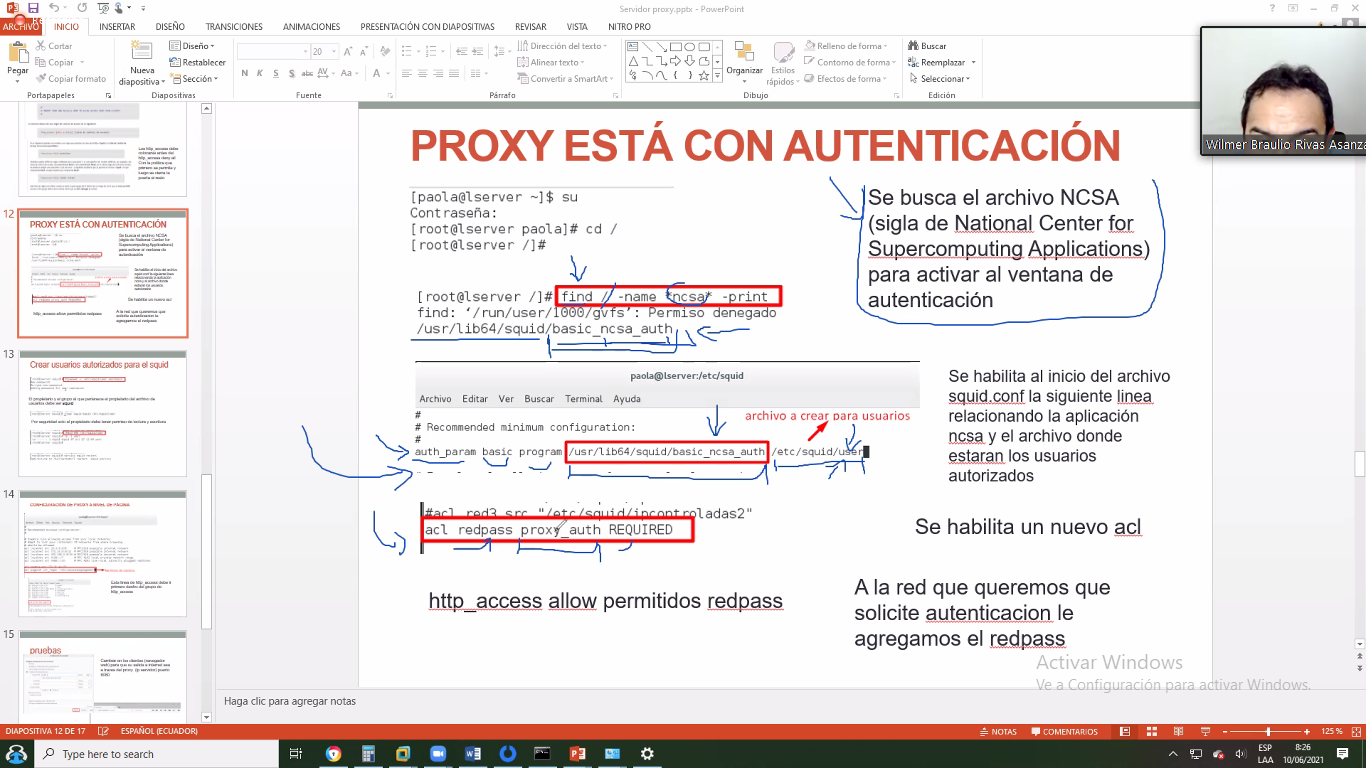 Servidor proxy.pptx - PowerPoint
ARCHIVO INICIO INSERTAR DISEÑO TRANSICIONES ANIMACIONES PRESENTACIÓN CON DIAPOSITIVAS REVISAR VISTA NITRO PRO
Pegar
Cortar
Copiar
Copiar formato
Portapapeles
Nueva diapositiva
Diseño
Restablecer
Sección
Diapositivas
20
N K S S abc AV Aa A
Fuente
Dirección del texto
Alinear texto
Convertir a SmartArt
Párrafo
Organizar
Estilos rápidos
Relleno de forma
Contorno de forma
Efectos de forma
Dibujo
Buscar
Reemplazar
Seleccionar
Edición
Wilmer Braulio Rivas Asanza
12
PROXY ESTÁ CON AUTENTICACIÓN
13
Crear usuarios autorizados para el squid
14
CONFIGURACION DE PROXY A NIVEL DE PÁGINA
15
pruebas
PROXY ESTÁ CON AUTENTICACIÓN
[paola@lserver ~]$ su
Contraseña:
[root@lserver paola]# cd /
[root@lserver /]#
[root@lserver /]# find / -name *ncsa* -print
find: ‘/run/user/1000/gvfs’: Permiso denegado
/usr/lib64/squid/basic_ncsa_auth
Se busca el archivo NCSA
(sigla de National Center for
Supercomputing Applications)
para activar al ventana de
autenticación
paola@lserver:/etc/squid
Archivo Editar Ver Buscar Terminal Ayuda
#
# Recommended minimum configuration:
#
archivo a crear para usuarios
auth_param basic program /usr/lib64/squid/basic_ncsa_auth /etc/squid/user
Se habilita al inicio del archivo
squid.conf la siguiente linea
relacionando la aplicación
ncsa y el archivo donde
estaran los usuarios
autorizados
#acl red3 src "/etc/squid/ipcontroladas2"
acl redpass proxy_auth REQUIRED
Se habilita un nuevo acl
http_access allow permitidos redpass
A la red que queremos que
solicite autenticacion le
agregamos el redpass
Activar Windows
Ve a Configuración para activar Windows.
Haga clic para agregar notas
DIAPOSITIVA 12 DE 17 ESPAÑOL (ECUADOR) NOTAS COMENTARIOS 125 %
Type here to search
ESP
LAA
8:26
10/06/2021